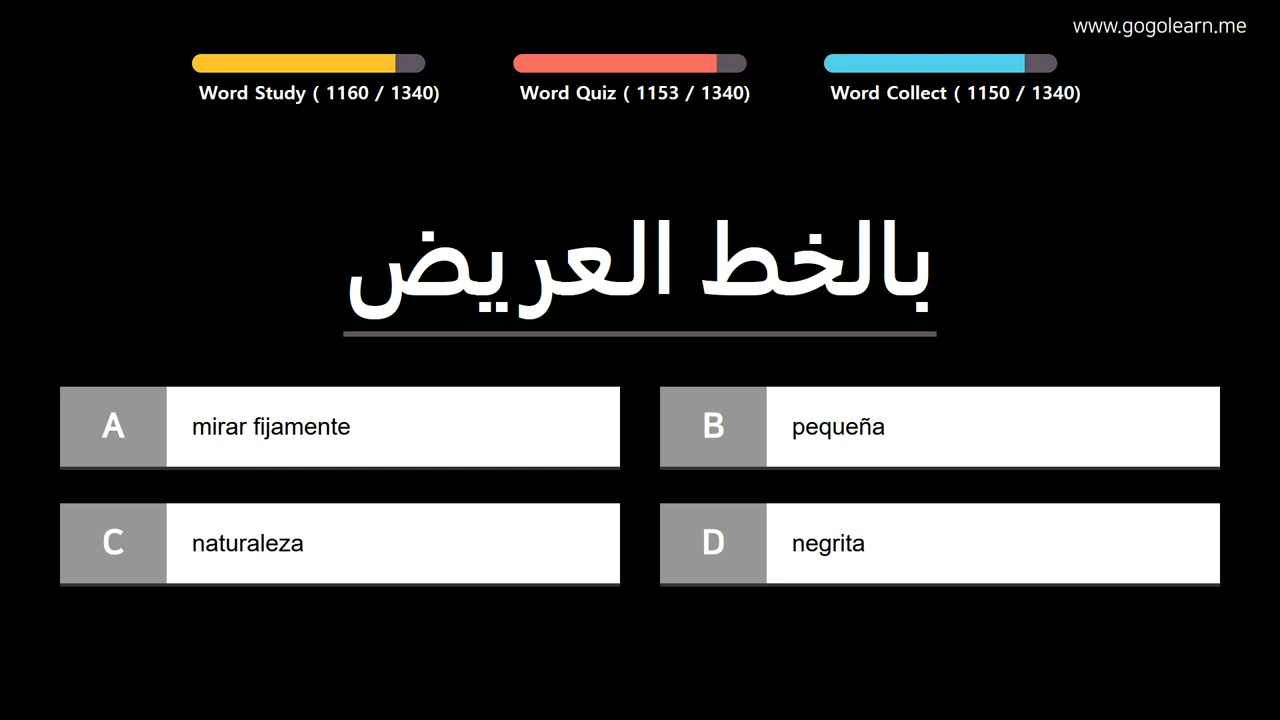 www.gogolearn.me
Word Study ( 1160 / 1340)
Word Quiz ( 1153 / 1340)
Word Collect ( 1150 / 1340)
بالخط العريض
A
mirar fijamente
B
pequeña
C
naturaleza
D
negrita